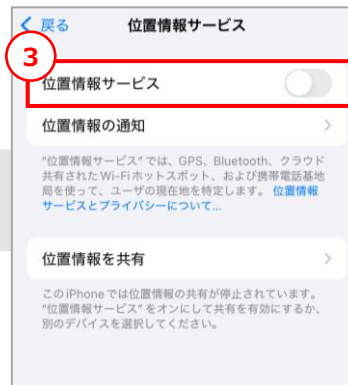 戻る 位置情報サービス
3
位置情報サービス
位置情報の通知
"位置情報サービス"では、GPS、Bluetooth、クラウド
共有されたWi-Fiホットスポット、および携帯電話基地
局を使って、ユーザの現在地を特定します。位置情報
サービスとプライバシーについて...
位置情報を共有
このiPhoneでは位置情報の共有が停止されています。
"位置情報サービス"をオンにして共有を有効にするか、
別のデバイスを選択してください。